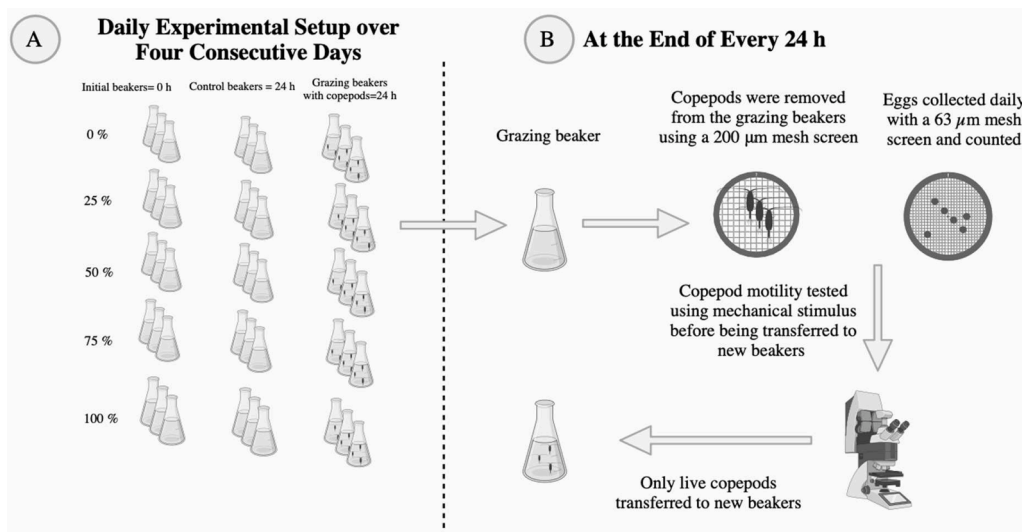 A
Daily Experimental Setup over
Four Consecutive Days
Initial beakers= 0 h
Control beakers = 24 h
Grazing beakers
with copepods=24 h
0 %
25 %
50 %
75 %
100 %
B
At the End of Every 24 h
Grazing beaker
Copepods were removed
from the grazing beakers
using a 200 μm mesh screen
Eggs collected daily
with a 63 μm mesh
screen and counted
Copepod motility tested
using mechanical stimulus
before being transferred to
new beakers
Only live copepods
transferred to new beakers